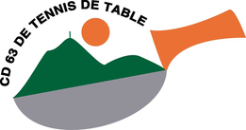 CD 63 DE TENNIS DE TABLE